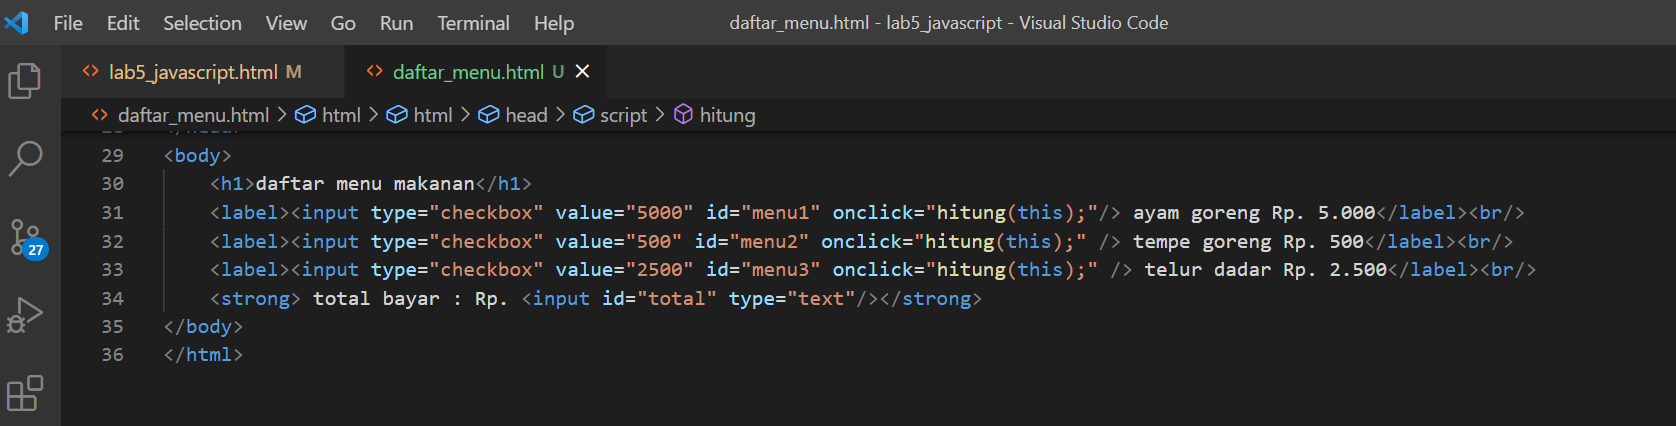 File Edit Selection View Go Run Terminal Help daftar_menu.html - lab5_javascript - Visual Studio Code
lab5_javascript.html M daftar_menu.html U
daftar_menu.html > html > html > head > script > hitung
28 </head>
29 <body>
30 <h1>daftar menu makanan</h1>
31 <label><input type="checkbox" value="5000" id="menu1" onclick="hitung(this);"/> ayam goreng Rp. 5.000</label><br/>
32 <label><input type="checkbox" value="500" id="menu2" onclick="hitung(this);" /> tempe goreng Rp. 500</label><br/>
33 <label><input type="checkbox" value="2500" id="menu3" onclick="hitung(this);" /> telur dadar Rp. 2.500</label><br/>
34 <strong> total bayar : Rp. <input id="total" type="text"/></strong>
35 </body>
36 </html>
27